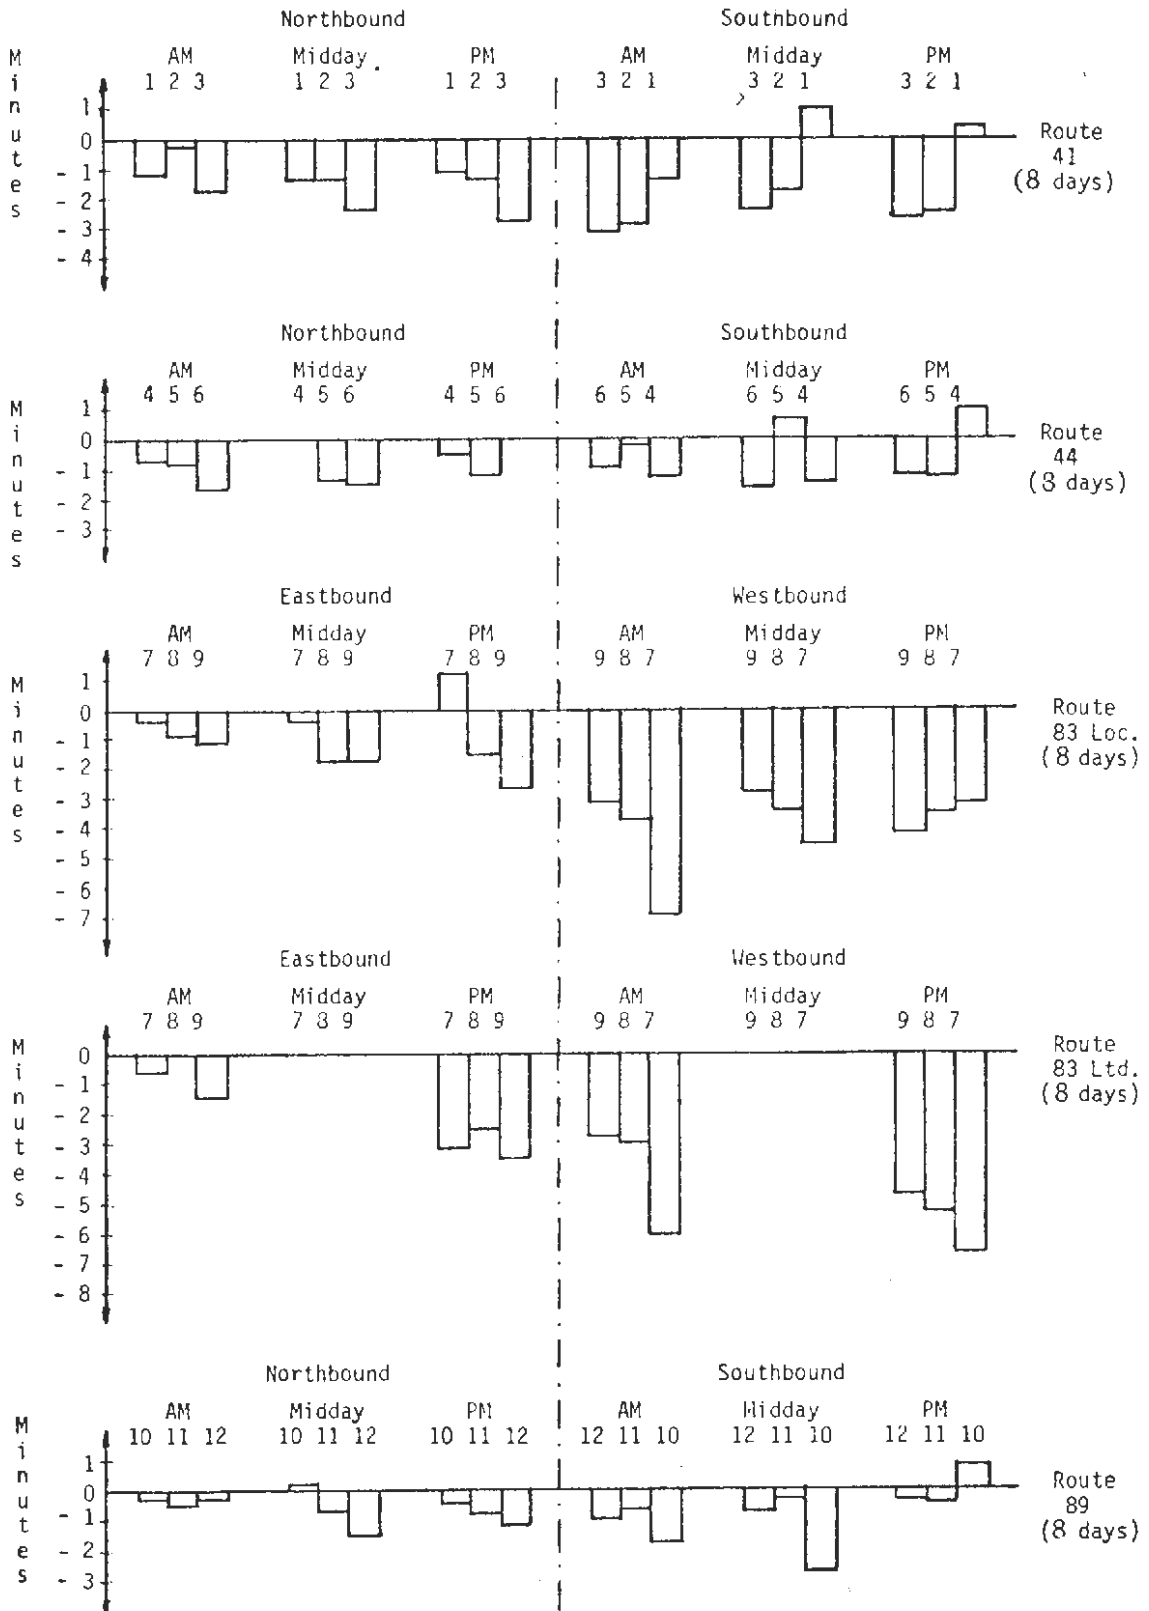 Northbound Southbound
Minutes
AM Midday PM AM Midday PM
1 2 3 1 2 3 1 2 3 3 2 1 3 2 1 3 2 1
1
0
- 1
- 2
- 3
- 4
Route
41
(8 days)
Northbound Southbound
Minutes
AM Midday PM AM Midday PM
4 5 6 4 5 6 4 5 6 6 5 4 6 5 4 6 5 4
1
0
- 1
- 2
- 3
Route
44
(8 days)
Eastbound Westbound
Minutes
AM Midday PM AM Midday PM
7 8 9 7 8 9 7 8 9 9 8 7 9 8 7 9 8 7
1
0
- 1
- 2
- 3
- 4
- 5
- 6
- 7
Route
83 Loc.
(8 days)
Eastbound Westbound
Minutes
AM Midday PM AM Midday PM
7 8 9 7 8 9 7 8 9 9 8 7 9 8 7 9 8 7
0
- 1
- 2
- 3
- 4
- 5
- 6
- 7
- 8
Route
83 Ltd.
(8 days)
Northbound Southbound
Minutes
AM Midday PM AM Midday PM
10 11 12 10 11 12 10 11 12 12 11 10 12 11 10 12 11 10
1
0
- 1
- 2
- 3
Route
89
(8 days)